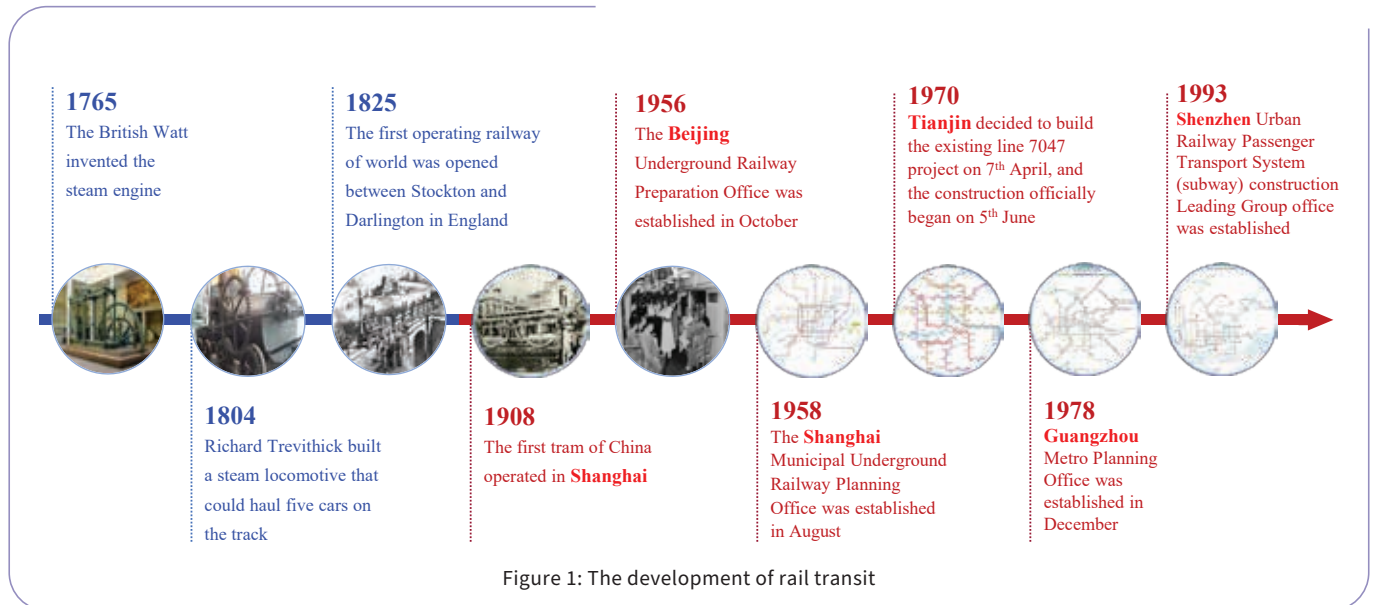 1765
The British Watt
invented the
steam engine
1804
Richard Trevithick built
a steam locomotive that
could haul five cars on
the track
1825
The first operating railway
of world was opened
between Stockton and
Darlington in England
1908
The first tram of China
operated in Shanghai
1956
The Beijing
Underground Railway
Preparation Office was
established in October
1958
The Shanghai
Municipal Underground
Railway Planning
Office was established
in August
1970
Tianjin decided to build
the existing line 7047
project on 7th April, and
the construction officially
began on 5th June
1978
Guangzhou
Metro Planning
Office was
established in
December
1993
Shenzhen Urban
Railway Passenger
Transport System
(subway) construction
Leading Group office
was established
Figure 1: The development of rail transit